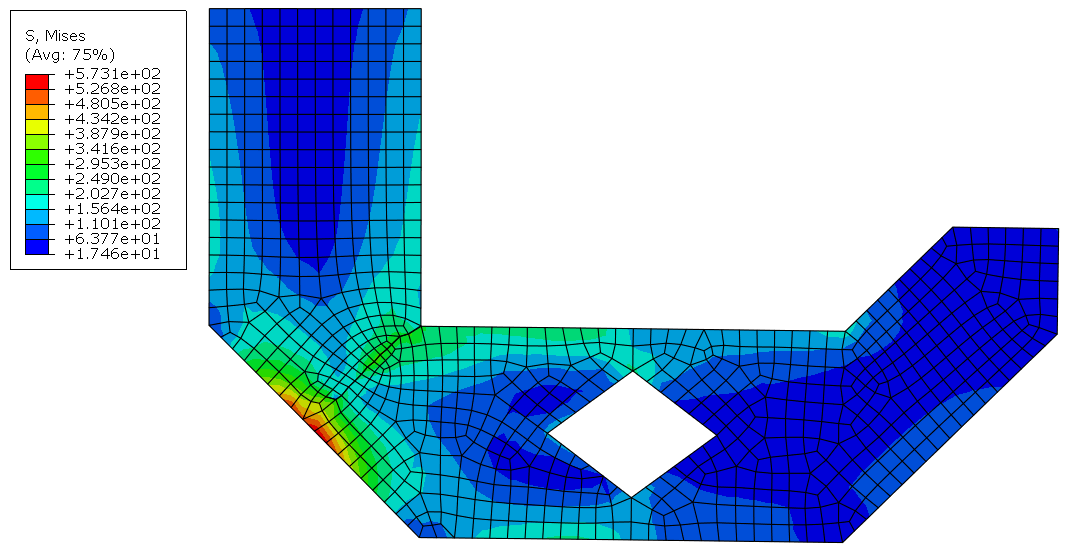 S, Mises
(Avg: 75%)
+5.731e+02
+5.268e+02
+4.805e+02
+4.342e+02
+3.879e+02
+3.416e+02
+2.953e+02
+2.490e+02
+2.027e+02
+1.564e+02
+1.101e+02
+6.377e+01
+1.746e+01